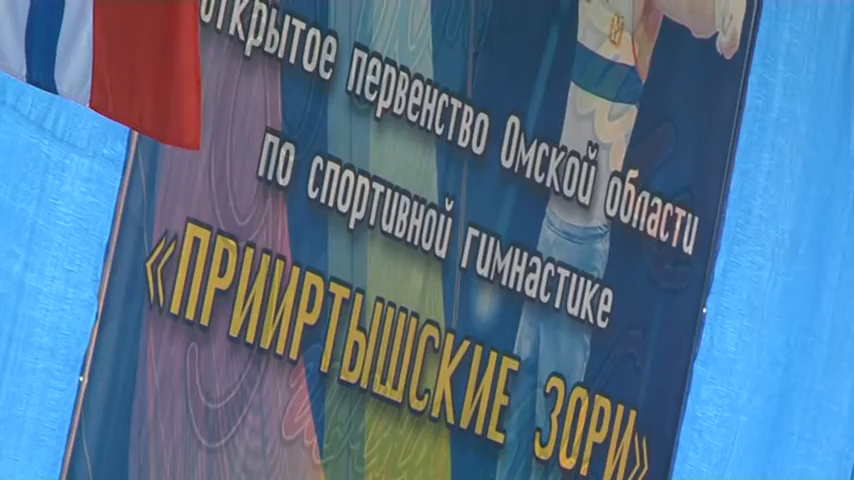 Открытое первенство Омской области
по спортивной гимнастике
«ПРИИРТЫШСКИЕ ЗОРИ»